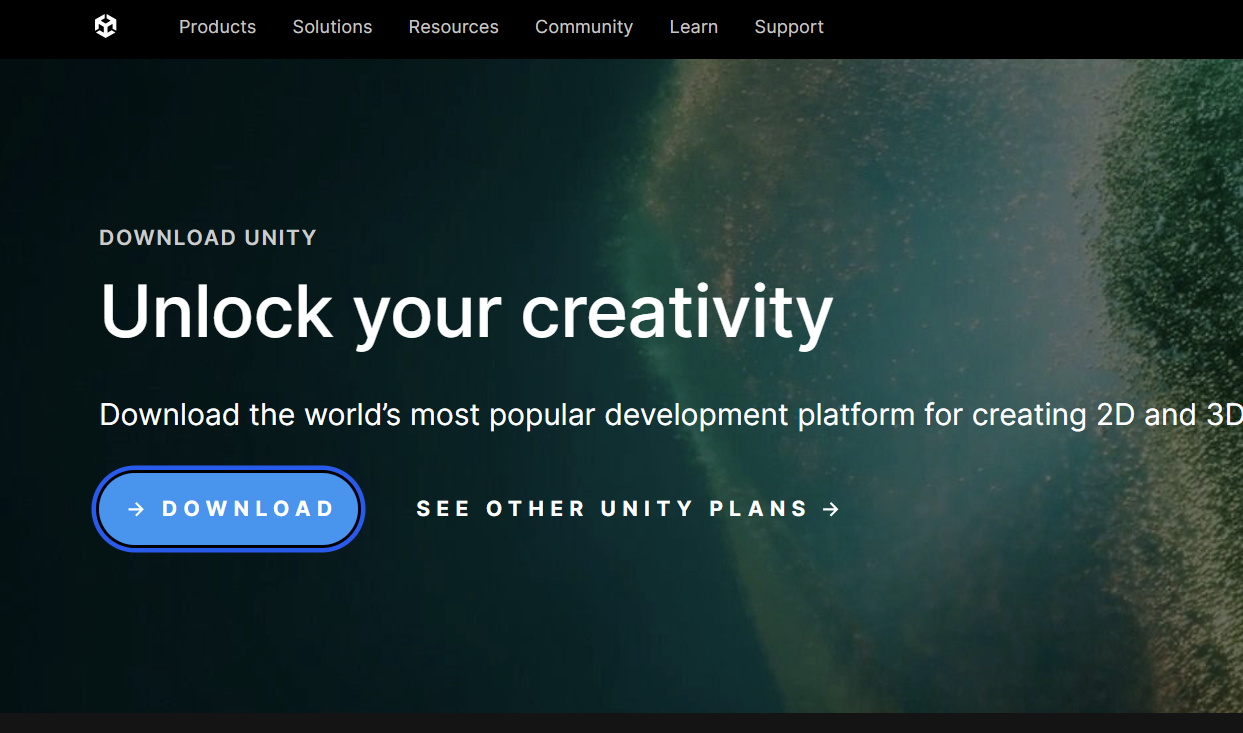 Products Solutions Resources Community Learn Support
DOWNLOAD UNITY
Unlock your creativity
Download the world’s most popular development platform for creating 2D and 3D
→ DOWNLOAD SEE OTHER UNITY PLANS →